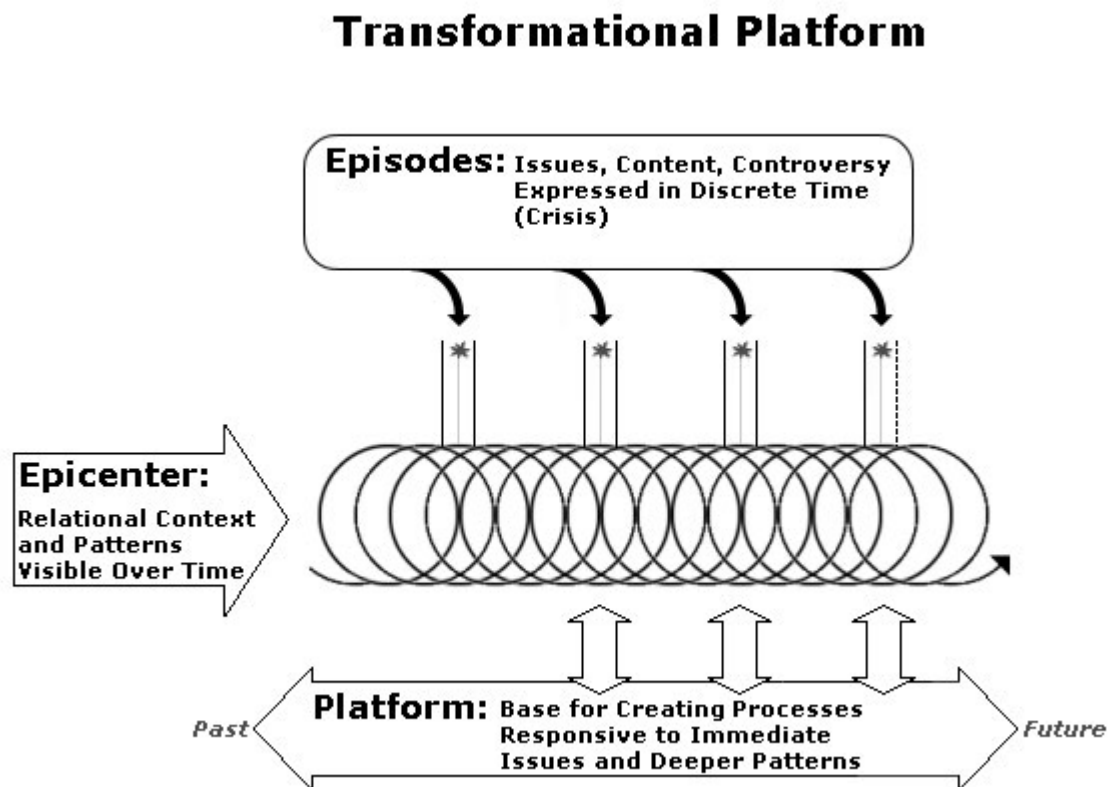 Transformational Platform
Episodes: Issues, Content, Controversy
Expressed in Discrete Time
(Crisis)
Epicenter:
Relational Context
and Patterns
Visible Over Time
Platform: Base for Creating Processes
Responsive to Immediate
Issues and Deeper Patterns
Past
Future